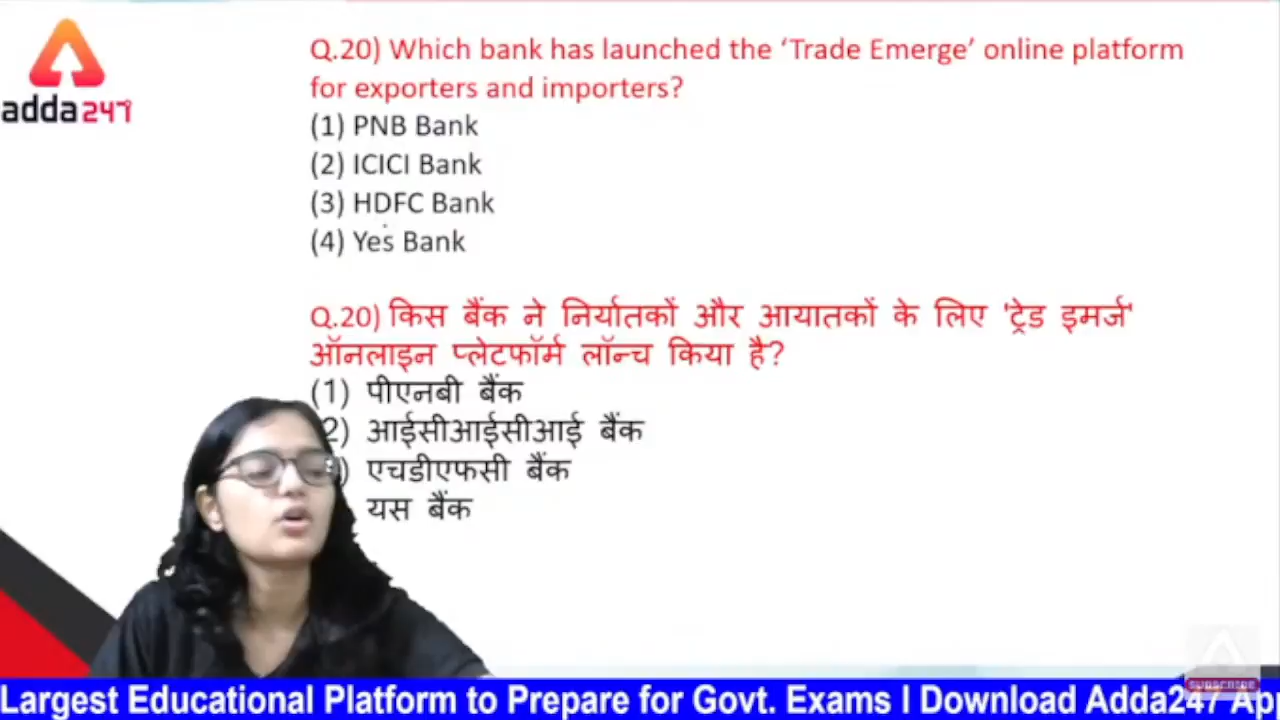 adda247
Q.20) Which bank has launched the ‘Trade Emerge’ online platform
for exporters and importers?
(1) PNB Bank
(2) ICICI Bank
(3) HDFC Bank
(4) Yes Bank
Q.20) किस बैंक ने निर्यातकों और आयातकों के लिए 'ट्रेड इमर्ज'
ऑनलाइन प्लेटफॉर्म लॉन्च किया है?
(1) पीएनबी बैंक
2) आईसीआईसीआई बैंक
) एचडीएफसी बैंक
यस बैंक
SUBSCRIBE
Largest Educational Platform to Prepare for Govt. Exams I Download Adda247 Ap